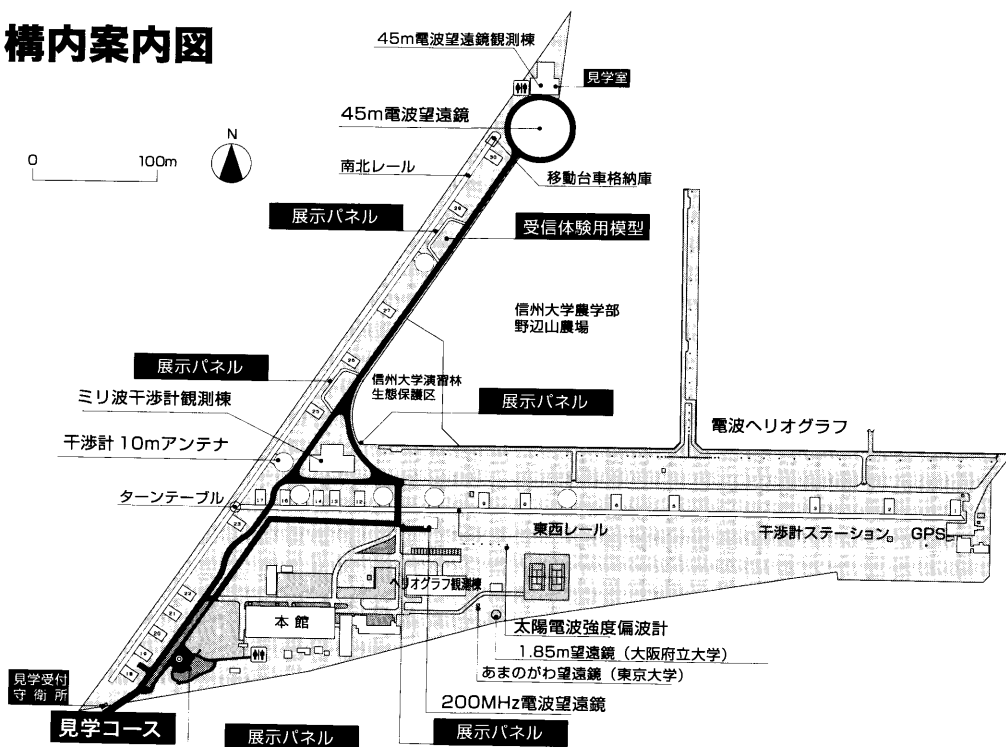 構内案内図
45m電波望遠鏡観測棟
見学室
45m電波望遠鏡
N
0 100m
南北レール
移動台車格納庫
展示パネル
受信体験用模型
信州大学農学部
野辺山農場
展示パネル
信州大学演習林
生態保護区
展示パネル
ミリ波干渉計観測棟
電波ヘリオグラフ
干渉計10mアンテナ
ターンテーブル
東西レール
干渉計ステーション
GPS
ヘリオグラフ観測棟
本館
太陽電波強度偏波計
1.85m望遠鏡(大阪府立大学)
あまのがわ望遠鏡(東京大学)
200MHz電波望遠鏡
見学受付
守衛所
見学コース
展示パネル
展示パネル